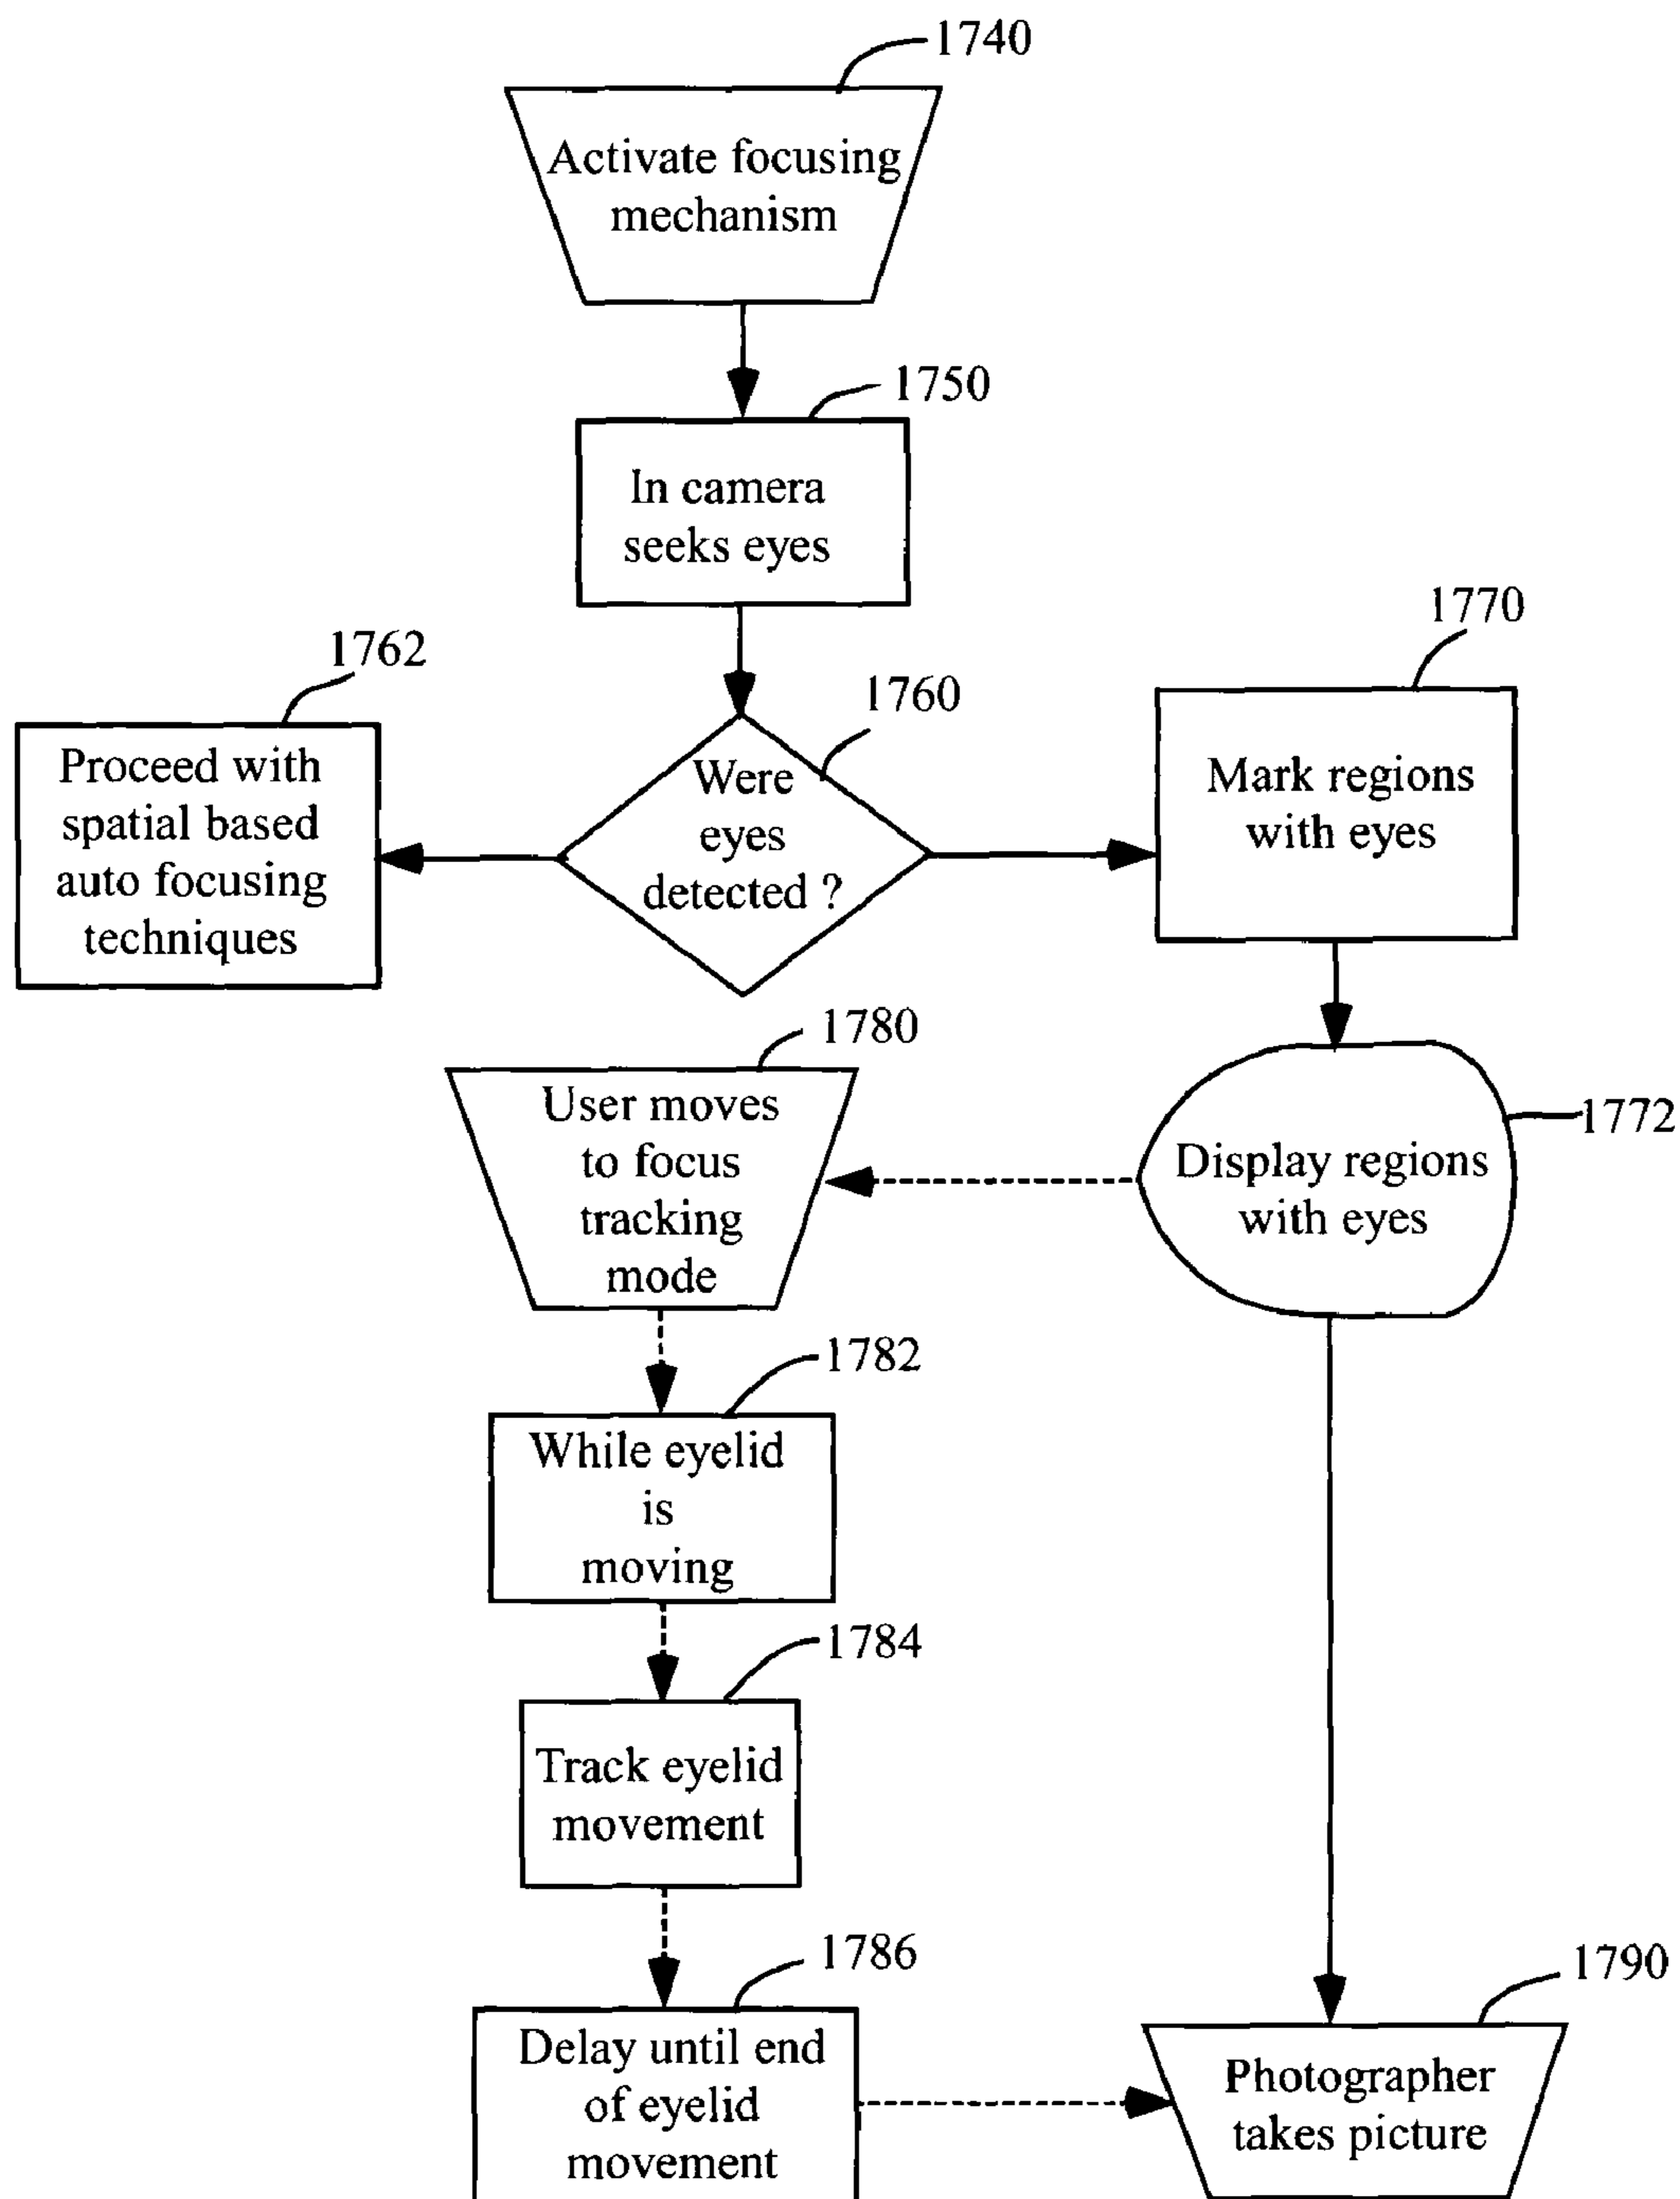 1740
Activate focusing
mechanism
1750
In camera
seeks eyes
1762
Proceed with
spatial based
auto focusing
techniques
1760
Were
eyes
detected ?
1770
Mark regions
with eyes
1780
User moves
to focus
tracking
mode
1772
Display regions
with eyes
1782
While eyelid
is
moving
1784
Track eyelid
movement
1786
Delay until end
of eyelid
movement
1790
Photographer
takes picture